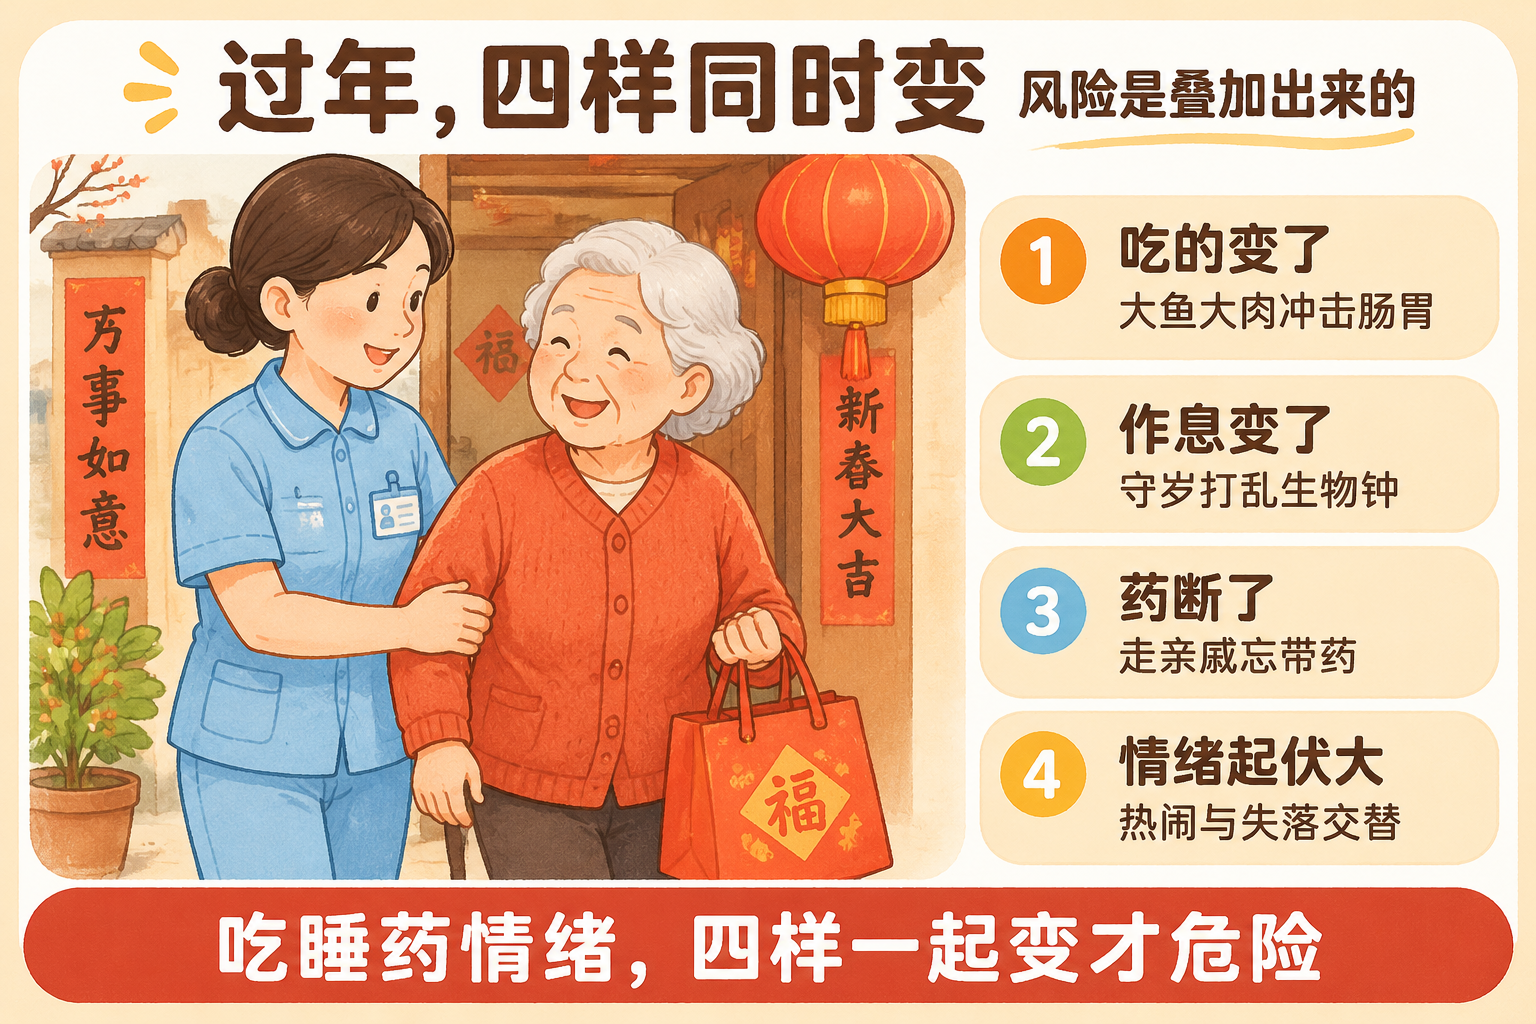 过年，四样同时变
风险是叠加出来的
万事如意
福
新春大吉
福
1
吃的变了
大鱼大肉冲击肠胃
2
作息变了
守岁打乱生物钟
3
药断了
走亲戚忘带药
4
情绪起伏大
热闹与失落交替
吃睡药情绪，四样一起变才危险